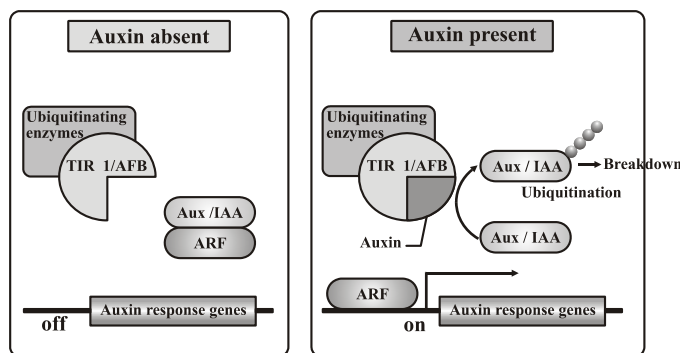 Auxin absent
Ubiquitinating
enzymes
TIR 1/AFB
Aux /IAA
ARF
off
Auxin response genes
Auxin present
Ubiquitinating
enzymes
TIR 1/AFB
Aux / IAA
Breakdown
Ubiquitination
Auxin
Aux / IAA
ARF
on
Auxin response genes